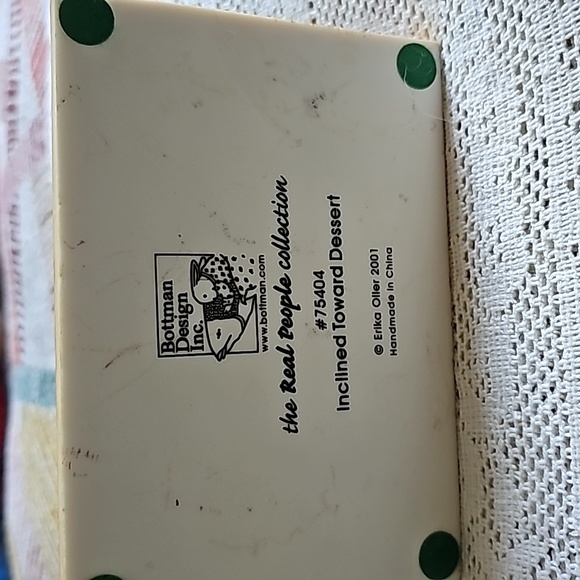 Bottman
Design
Inc.
www.bottman.com
the Real People collection
#75404
Inclined Toward Dessert
© Erika Oller 2001
Handmade in China